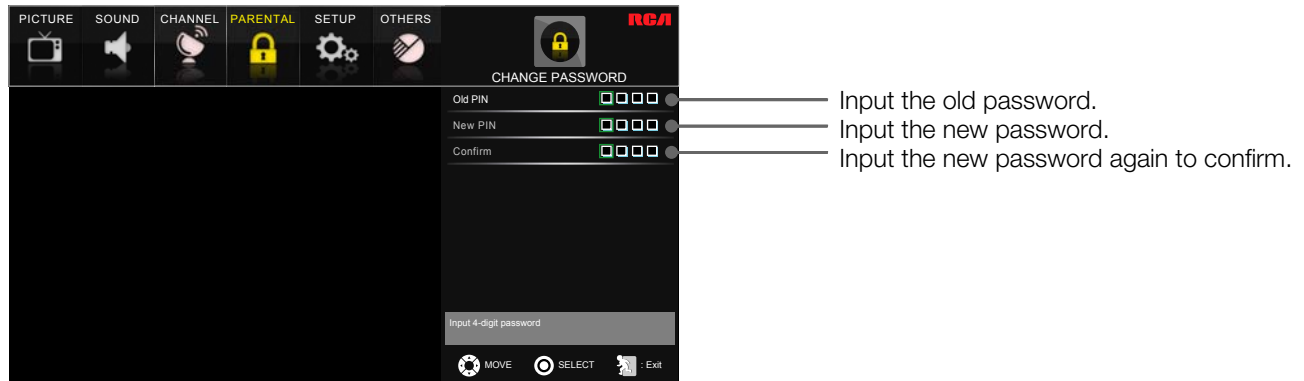 PICTURE SOUND CHANNEL PARENTAL SETUP OTHERS
RCA
CHANGE PASSWORD
Old PIN
Input the old password.
New PIN
Input the new password.
Confirm
Input the new password again to confirm.
Input 4-digit password
MOVE SELECT : Exit